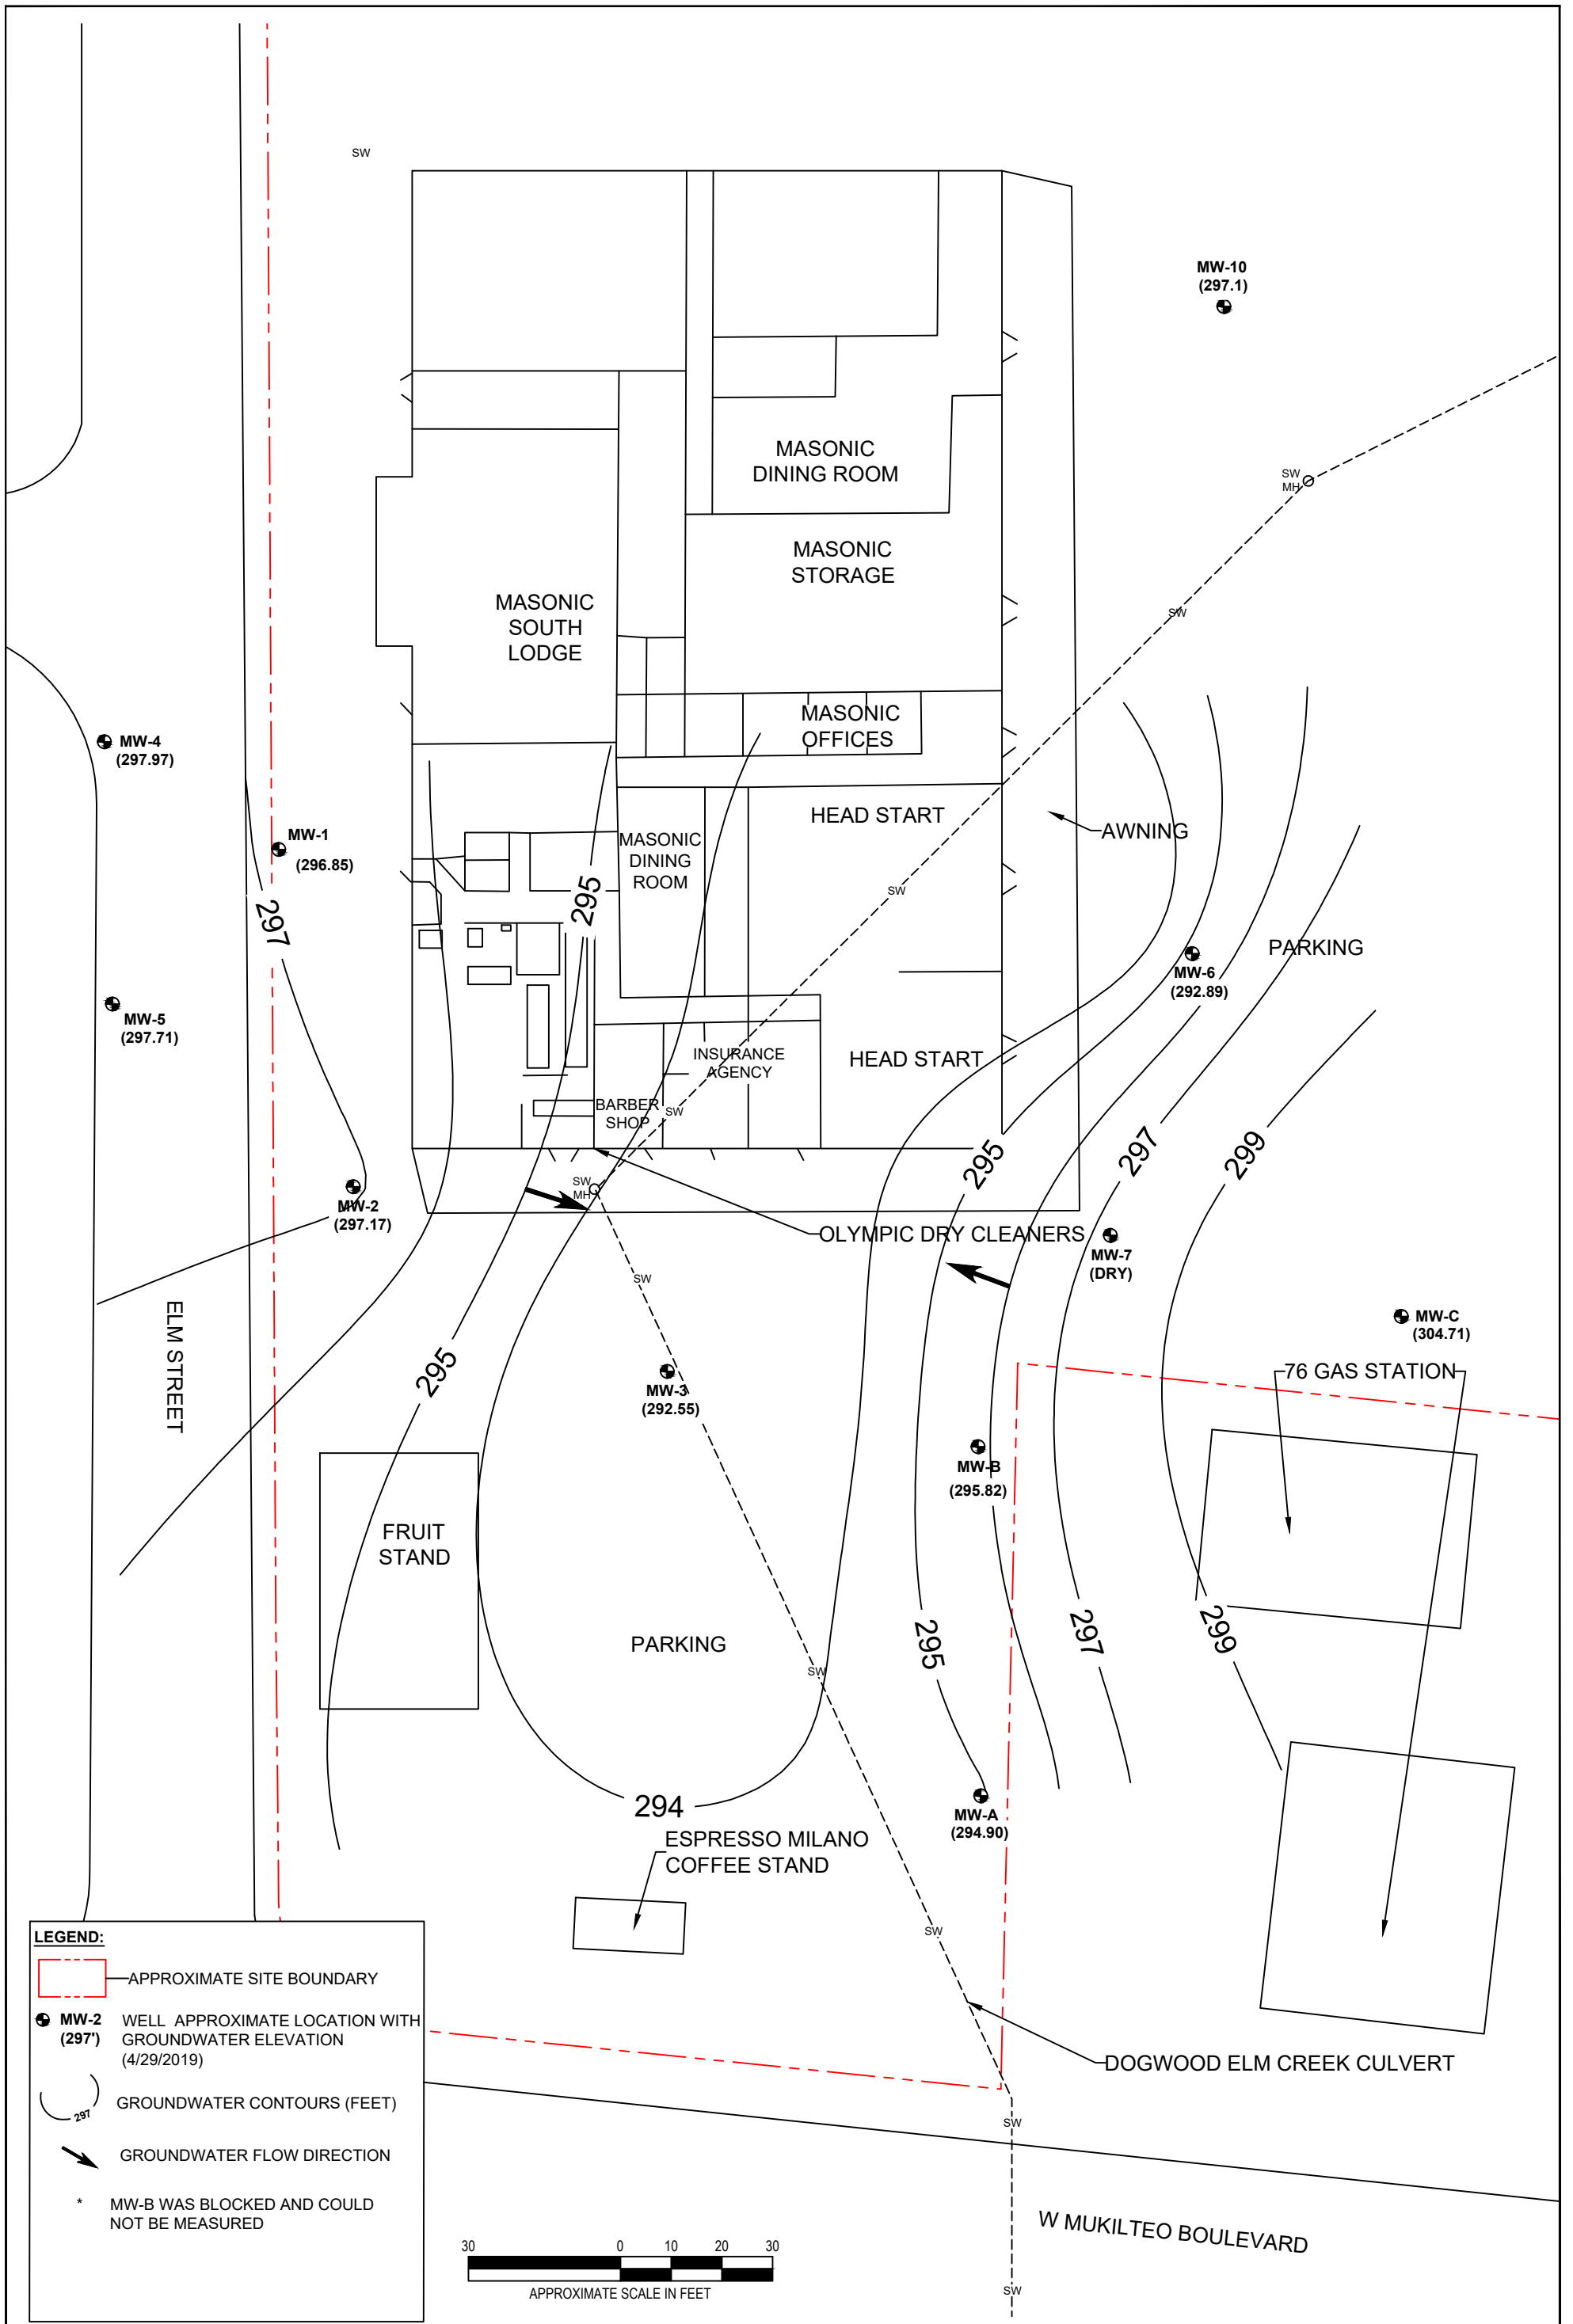 SW
MW-10
(297.1)
MASONIC
DINING ROOM
SW
MH
MASONIC
STORAGE
MASONIC
SOUTH
LODGE
SW
MASONIC
OFFICES
MW-4
(297.97)
HEAD START
AWNING
MW-1
(296.85)
MASONIC
DINING
ROOM
295
SW
297
PARKING
MW-6
(292.89)
MW-5
(297.71)
INSURANCE
AGENCY
HEAD START
BARBER
SHOP
SW
295
297
299
SW
MH
MW-2
(297.17)
OLYMPIC DRY CLEANERS
MW-7
(DRY)
SW
ELM STREET
MW-C
(304.71)
295
76 GAS STATION
MW-3
(292.55)
MW-B
(295.82)
FRUIT
STAND
PARKING
295
297
299
SW
294
MW-A
(294.90)
ESPRESSO MILANO
COFFEE STAND
SW
LEGEND:
APPROXIMATE SITE BOUNDARY
MW-2
(297')
WELL APPROXIMATE LOCATION WITH
GROUNDWATER ELEVATION
(4/29/2019)
297
GROUNDWATER CONTOURS (FEET)
GROUNDWATER FLOW DIRECTION
* MW-B WAS BLOCKED AND COULD
NOT BE MEASURED
DOGWOOD ELM CREEK CULVERT
SW
W MUKILTEO BOULEVARD
30 0 10 20 30
APPROXIMATE SCALE IN FEET
SW